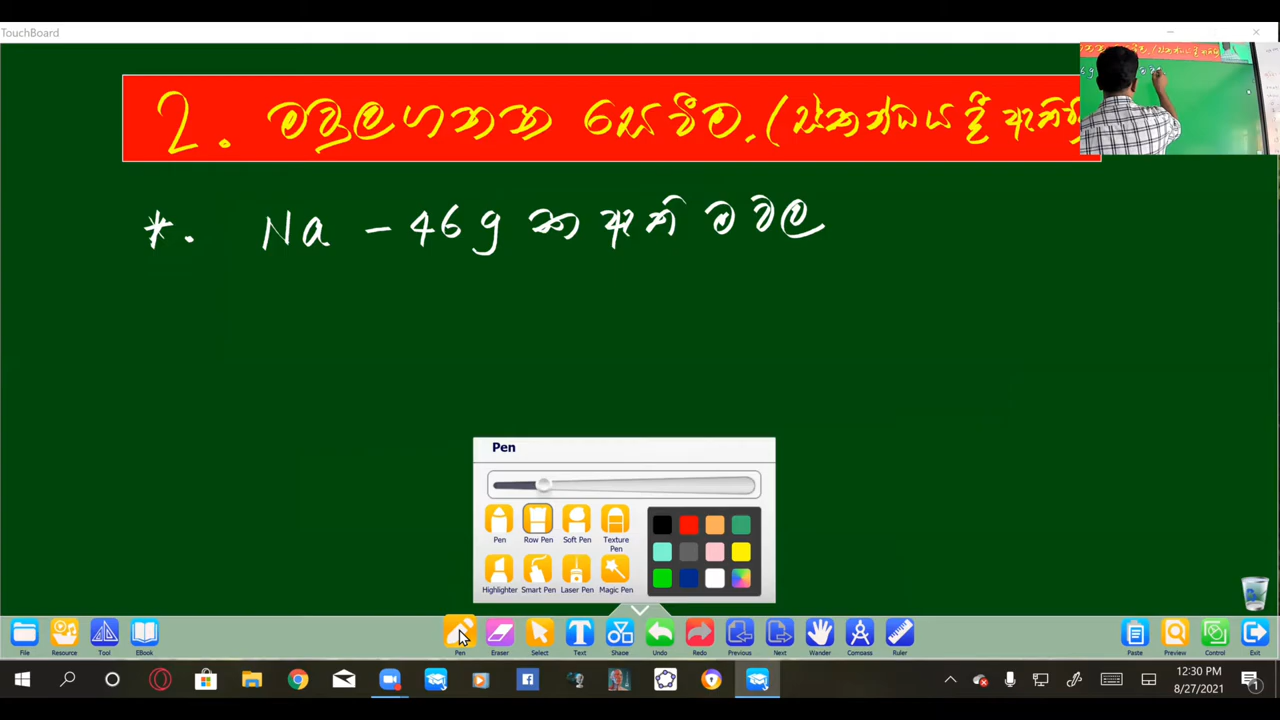 TouchBoard
2. මවුලගනන සෙවීම. (ස්කන්ධය දී ඇතිව
*. Na - 46 g ක ඇති මවුල
Pen
Pen Row Pen Soft Pen Texture Pen
Highlighter Smart Pen Laser Pen Magic Pen
File Resource Tool EBook Pen Eraser Select Text Shape Undo Redo Previous Next Wander Compass Ruler Paste Preview Control Exit
12:30 PM
8/27/2021